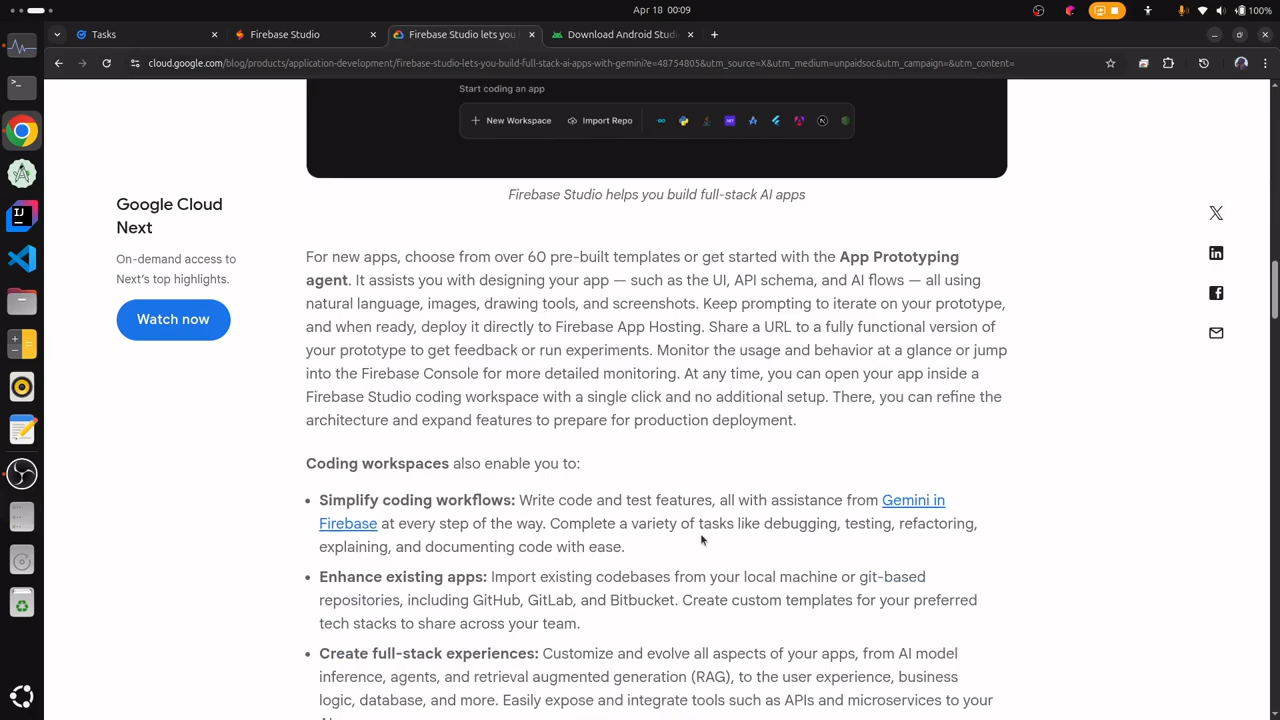 Apr 18 00:09
100%
Tasks
Firebase Studio
Firebase Studio lets you
Download Android Stud
cloud.google.com/blog/products/application-development/firebase-studio-lets-you-build-full-stack-ai-apps-with-gemini?e=48754805&utm_source=X&utm_medium=unpaidsoc&utm_campaign=&utm_content=
Start coding an app
New Workspace
Import Repo
Firebase Studio helps you build full-stack AI apps
Google Cloud
Next
On-demand access to
Next's top highlights.
Watch now
For new apps, choose from over 60 pre-built templates or get started with the App Prototyping
agent. It assists you with designing your app — such as the UI, API schema, and AI flows — all using
natural language, images, drawing tools, and screenshots. Keep prompting to iterate on your prototype,
and when ready, deploy it directly to Firebase App Hosting. Share a URL to a fully functional version of
your prototype to get feedback or run experiments. Monitor the usage and behavior at a glance or jump
into the Firebase Console for more detailed monitoring. At any time, you can open your app inside a
Firebase Studio coding workspace with a single click and no additional setup. There, you can refine the
architecture and expand features to prepare for production deployment.
Coding workspaces also enable you to:
• Simplify coding workflows: Write code and test features, all with assistance from Gemini in
Firebase at every step of the way. Complete a variety of tasks like debugging, testing, refactoring,
explaining, and documenting code with ease.
• Enhance existing apps: Import existing codebases from your local machine or git-based
repositories, including GitHub, GitLab, and Bitbucket. Create custom templates for your preferred
tech stacks to share across your team.
• Create full-stack experiences: Customize and evolve all aspects of your apps, from AI model
inference, agents, and retrieval augmented generation (RAG), to the user experience, business
logic, database, and more. Easily expose and integrate tools such as APIs and microservices to your